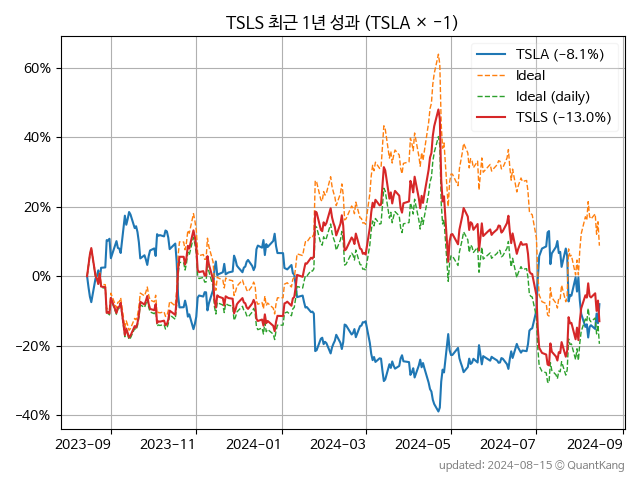 TSLS 최근 1년 성과 (TSLA × -1)
TSLA (-8.1%)
Ideal
Ideal (daily)
TSLS (-13.0%)
60%
40%
20%
0%
-20%
-40%
2023-09 2023-11 2024-01 2024-03 2024-05 2024-07 2024-09
updated: 2024-08-15 ⓒ QuantKang